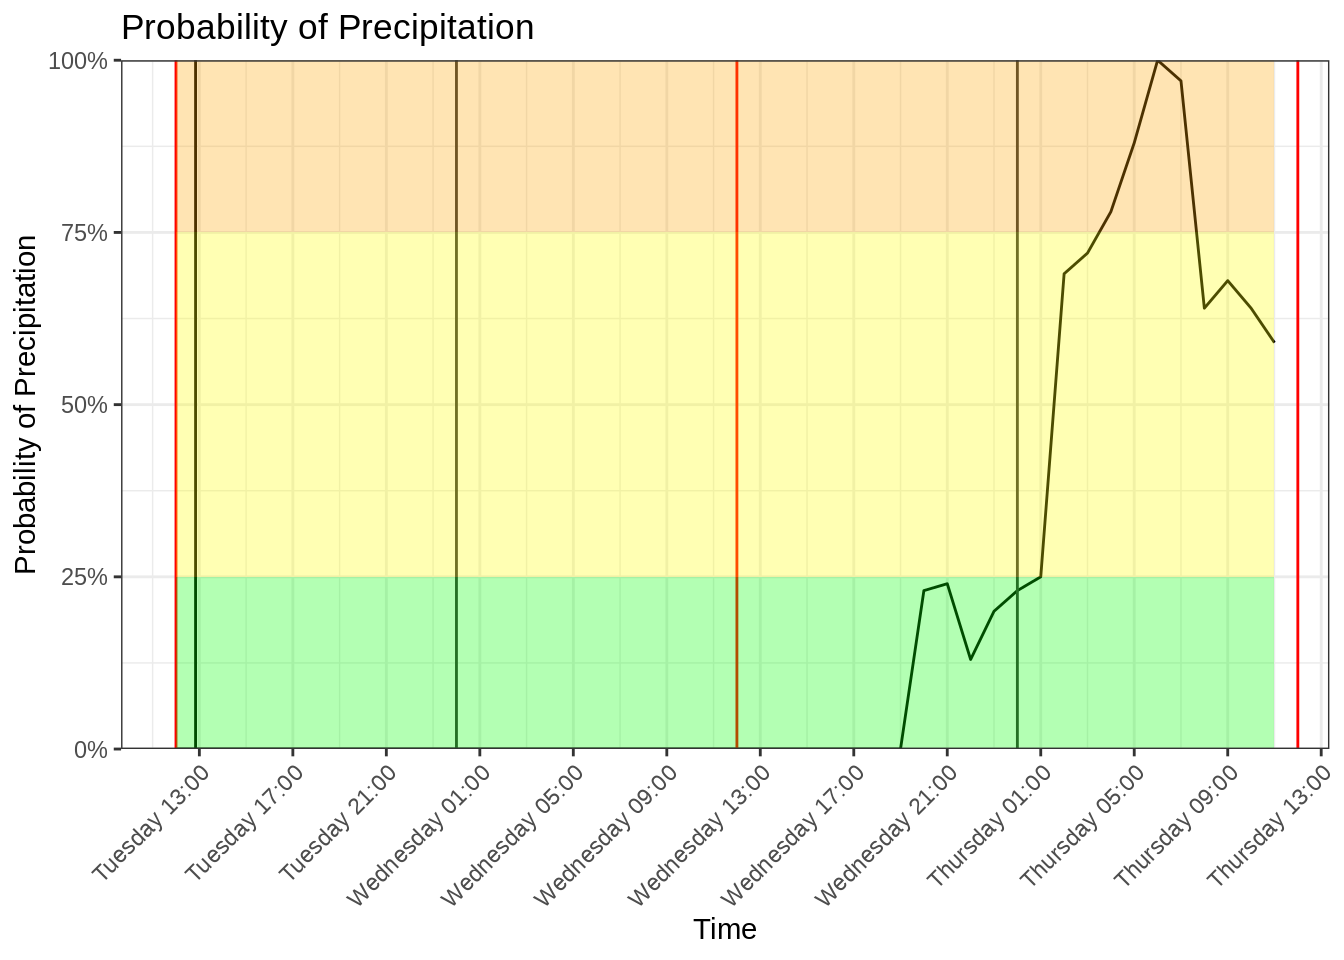 Probability of Precipitation
Probability of Precipitation
100%
75%
50%
25%
0%
Tuesday 13:00
Tuesday 17:00
Tuesday 21:00
Wednesday 01:00
Wednesday 05:00
Wednesday 09:00
Wednesday 13:00
Wednesday 17:00
Wednesday 21:00
Thursday 01:00
Thursday 05:00
Thursday 09:00
Thursday 13:00
Time